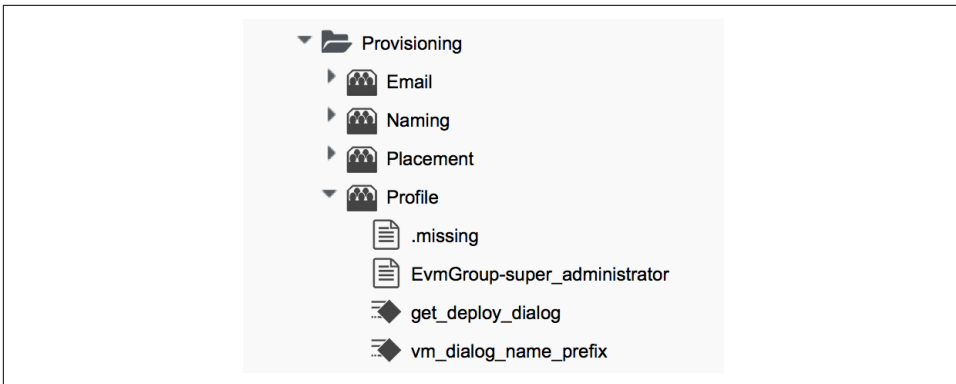 Provisioning
Email
Naming
Placement
Profile
.missing
EvmGroup-super_administrator
get_deploy_dialog
vm_dialog_name_prefix